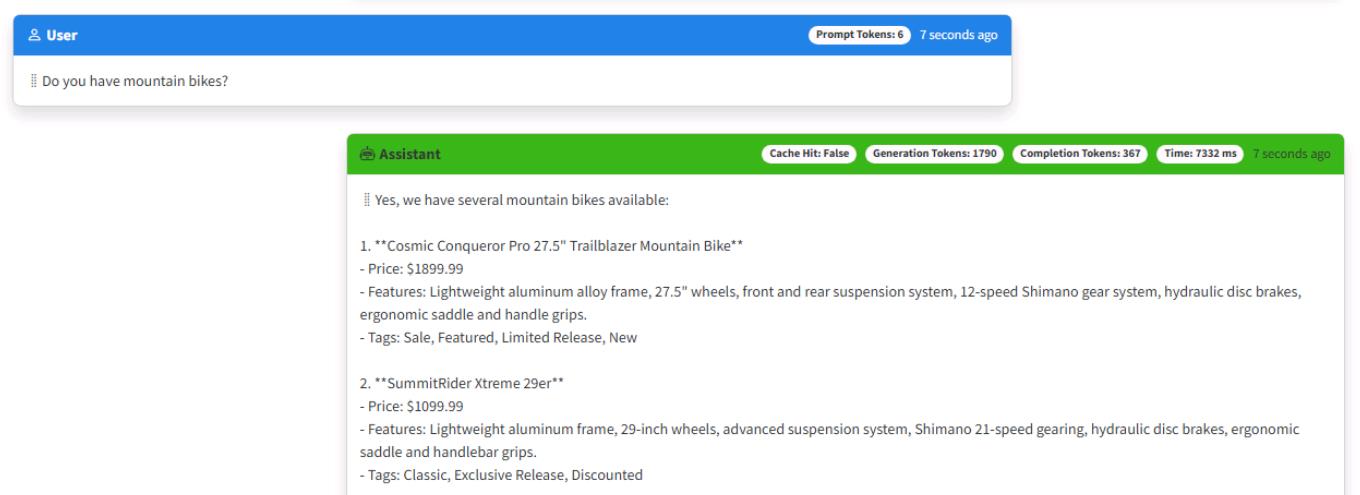 User Prompt Tokens: 6 7 seconds ago
Do you have mountain bikes?
Assistant Cache Hit: False Generation Tokens: 1790 Completion Tokens: 367 Time: 7332 ms 7 seconds ago
Yes, we have several mountain bikes available:
1. **Cosmic Conqueror Pro 27.5" Trailblazer Mountain Bike**
- Price: $1899.99
- Features: Lightweight aluminum alloy frame, 27.5" wheels, front and rear suspension system, 12-speed Shimano gear system, hydraulic disc brakes,
ergonomic saddle and handle grips.
- Tags: Sale, Featured, Limited Release, New
2. **SummitRider Xtreme 29er**
- Price: $1099.99
- Features: Lightweight aluminum frame, 29-inch wheels, advanced suspension system, Shimano 21-speed gearing, hydraulic disc brakes, ergonomic
saddle and handlebar grips.
- Tags: Classic, Exclusive Release, Discounted